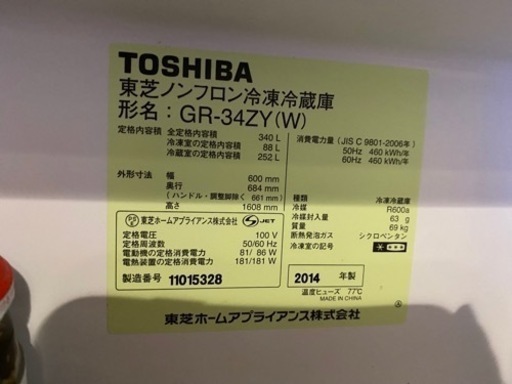 TOSHIBA
東芝ノンフロン冷凍冷蔵庫
形名：GR-34ZY(W)
定格内容積 全定格内容積 340 L
冷凍室の定格内容積 88 L
冷蔵室の定格内容積 252 L
消費電力量 (JIS C 9801-2006年)
50Hz 460 kWh/年
60Hz 460 kWh/年
外形寸法 幅 600 mm
奥行 684 mm
(ハンドル・調整脚除く 661 mm)
高さ 1608 mm
種類 冷凍冷蔵庫
冷媒 R600a
冷媒封入量 63 g
質量 69 kg
断熱発泡ガス シクロペンタン
冷凍室の記号
PS E 東芝ホームアプライアンス株式会社 S JET
定格電圧 100 V
定格周波数 50/60 Hz
電動機の定格消費電力 81/ 86 W
電熱装置の定格消費電力 181/181 W
製造番号 11015328
2014 年製
温度ヒューズ 77℃
MADE IN CHINA
東芝ホームアプライアンス株式会社